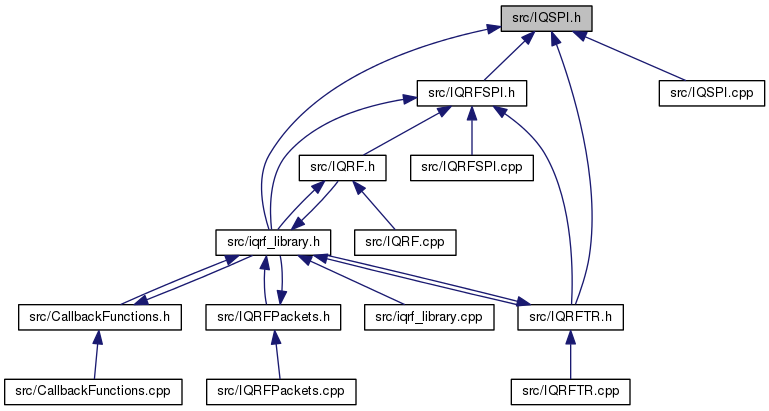 src/IQSPI.h
src/IQRFSPI.h
src/IQSPI.cpp
src/IQRF.h
src/IQRFSPI.cpp
src/iqrf_library.h
src/IQRF.cpp
src/CallbackFunctions.h
src/IQRFPackets.h
src/iqrf_library.cpp
src/IQRFTR.h
src/CallbackFunctions.cpp
src/IQRFPackets.cpp
src/IQRFTR.cpp